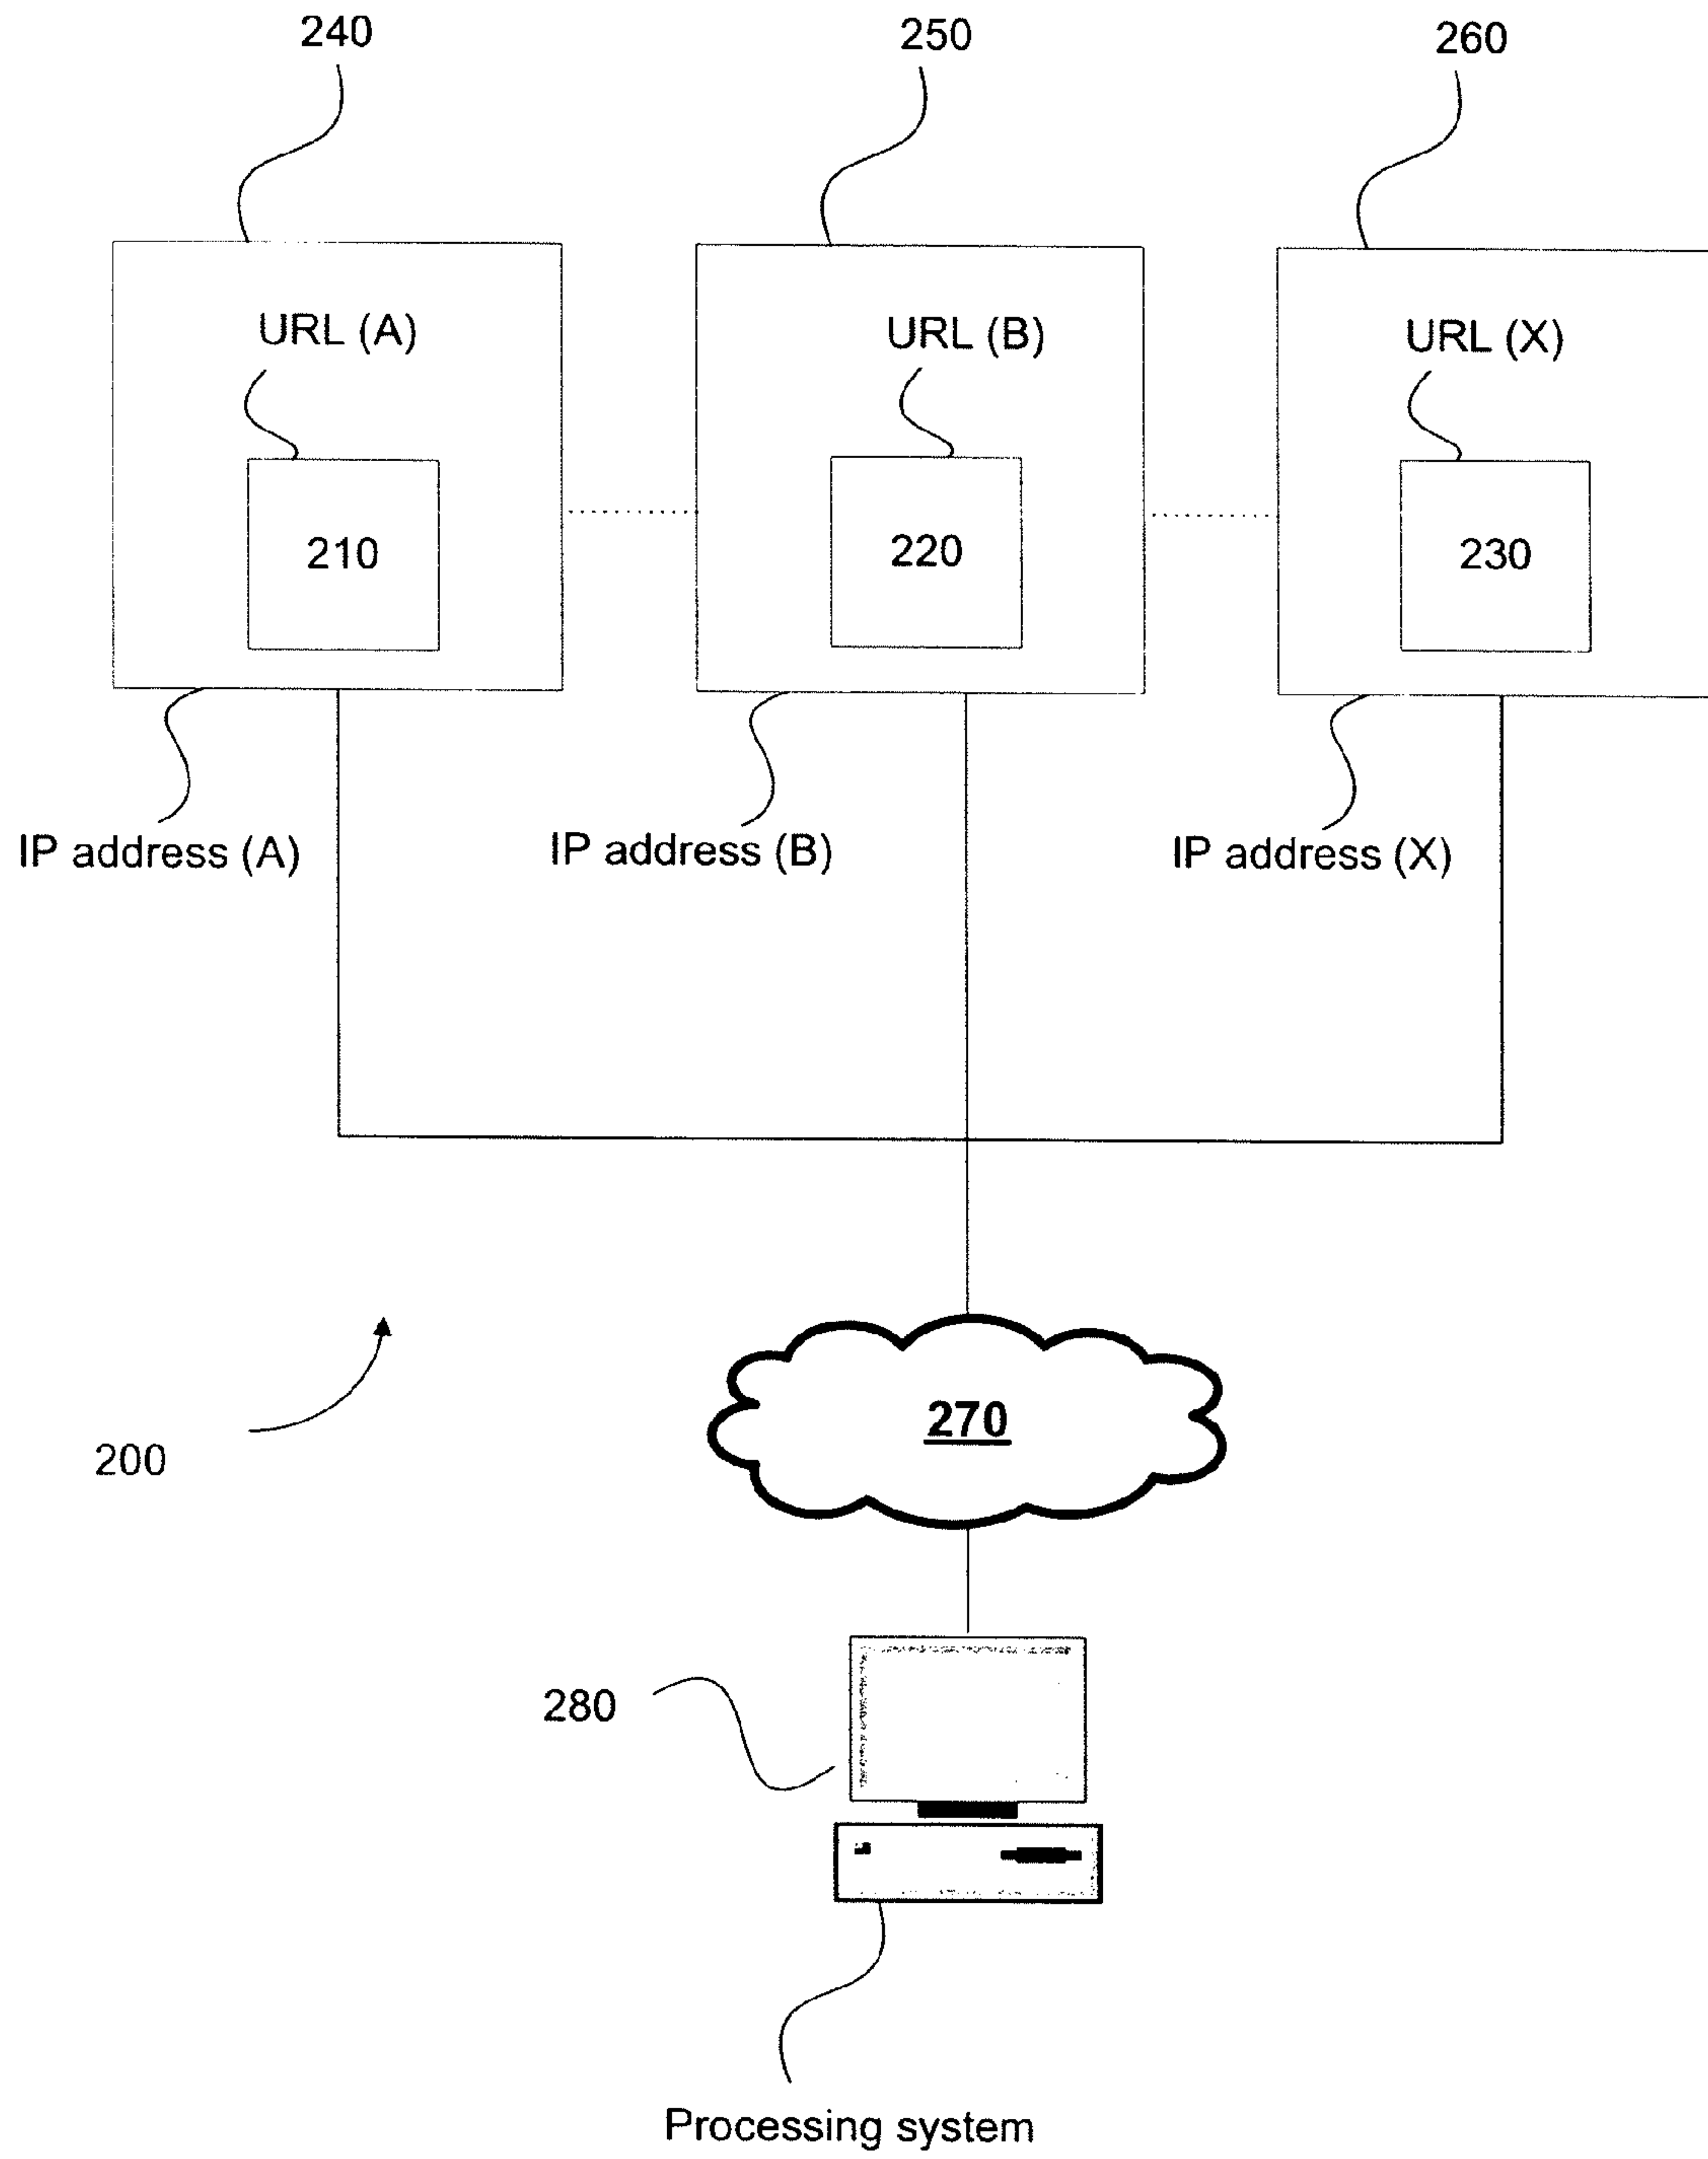 240
250
260
URL (A)
URL (B)
URL (X)
210
220
230
IP address (A)
IP address (B)
IP address (X)
270
200
280
Processing system